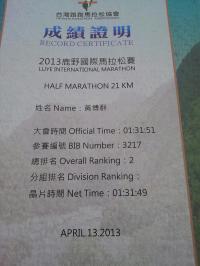 台灣路跑馬拉松協會
成績證明
RECORD CERTIFICATE
2013鹿野國際馬拉松賽
LUYE INTERNATIONAL MARATHON
HALF MARATHON 21 KM
姓名 Name：黃博群
大會時間 Official Time：01:31:51
參賽編號 BIB Number：3217
總排名 Overall Ranking：2
分組排名 Division Ranking：
晶片時間 Net Time：01:31:49
APRIL.13.2013